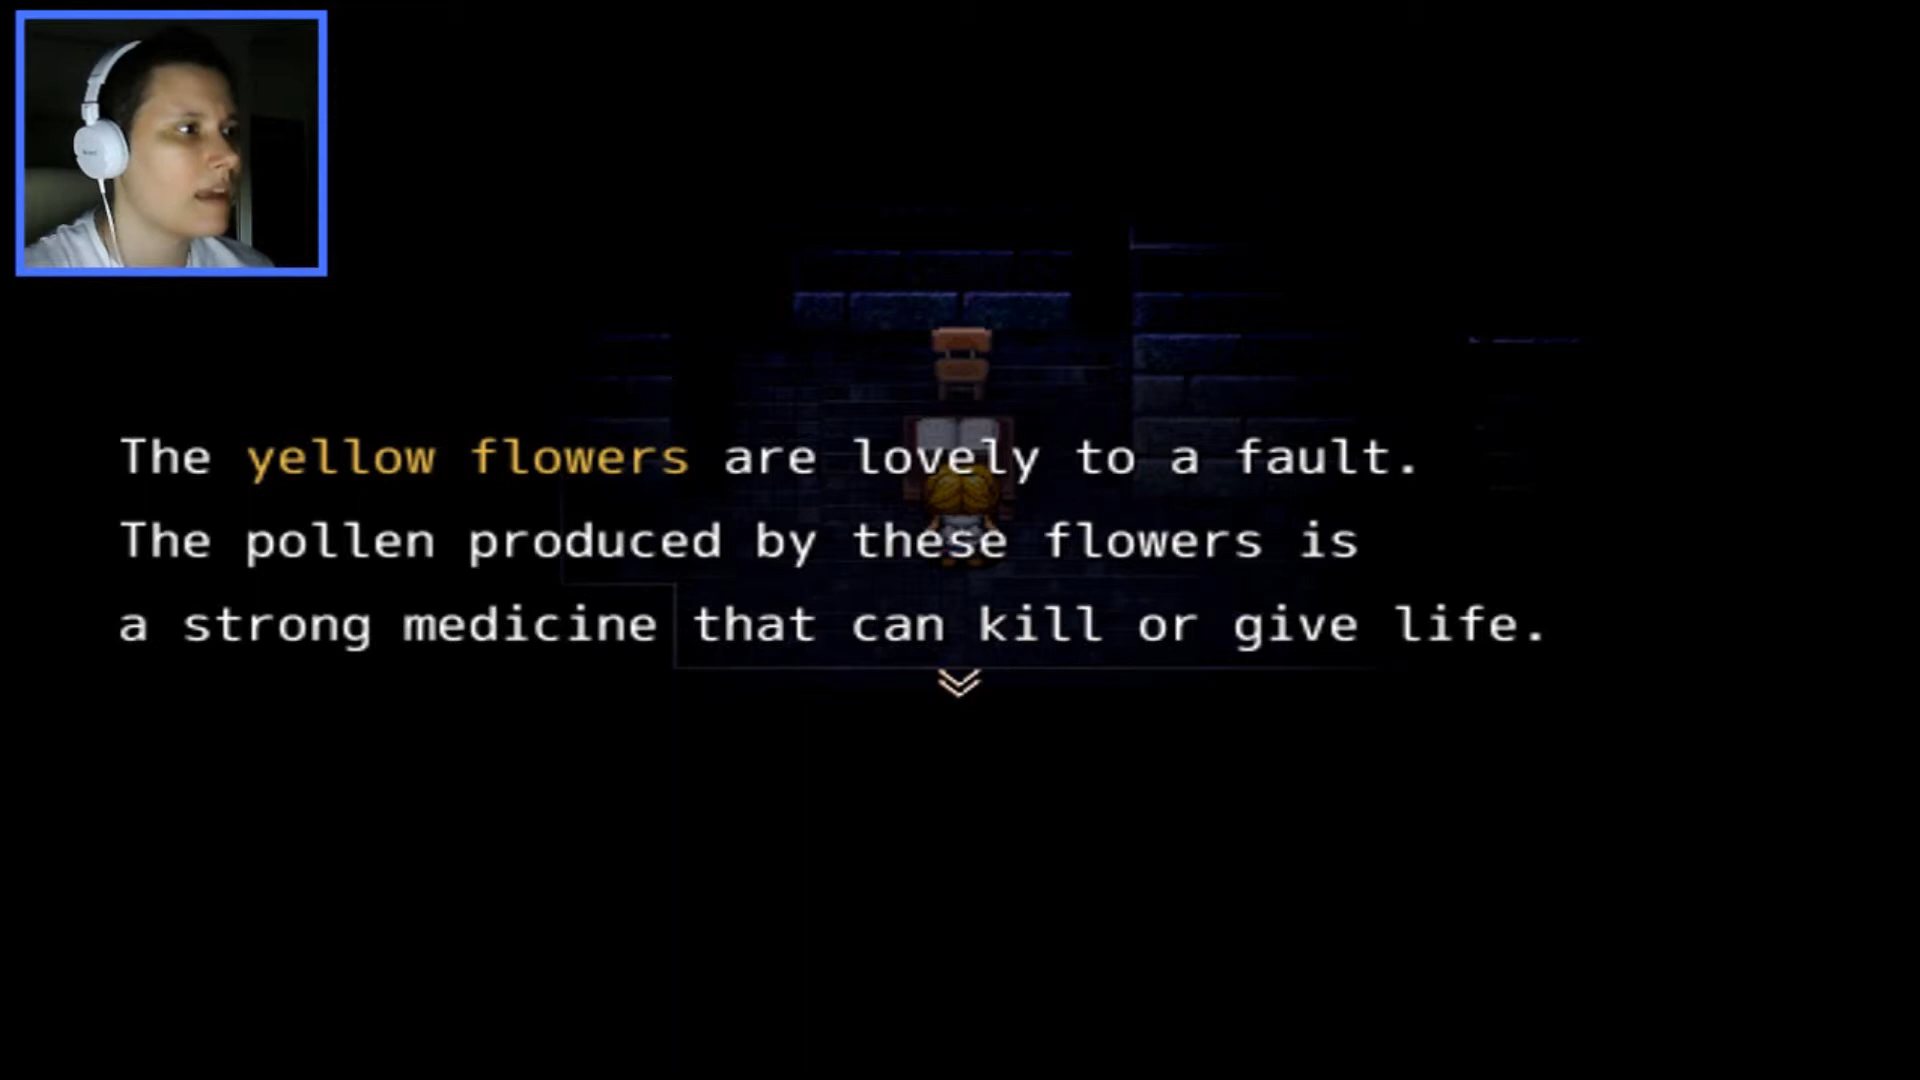 The yellow flowers are lovely to a fault.
The pollen produced by these flowers is
a strong medicine that can kill or give life.